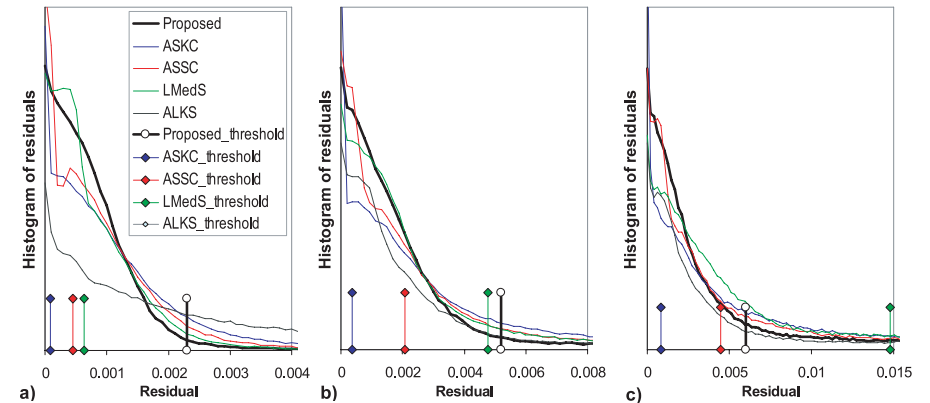 Histogram of residuals
Proposed
ASKC
ASSC
LMedS
ALKS
Proposed_threshold
ASKC_threshold
ASSC_threshold
LMedS_threshold
ALKS_threshold
0 0.001 0.002 0.003 0.004
a) Residual
Histogram of residuals
0 0.002 0.004 0.006 0.008
b) Residual
Histogram of residuals
0 0.005 0.01 0.015
c) Residual